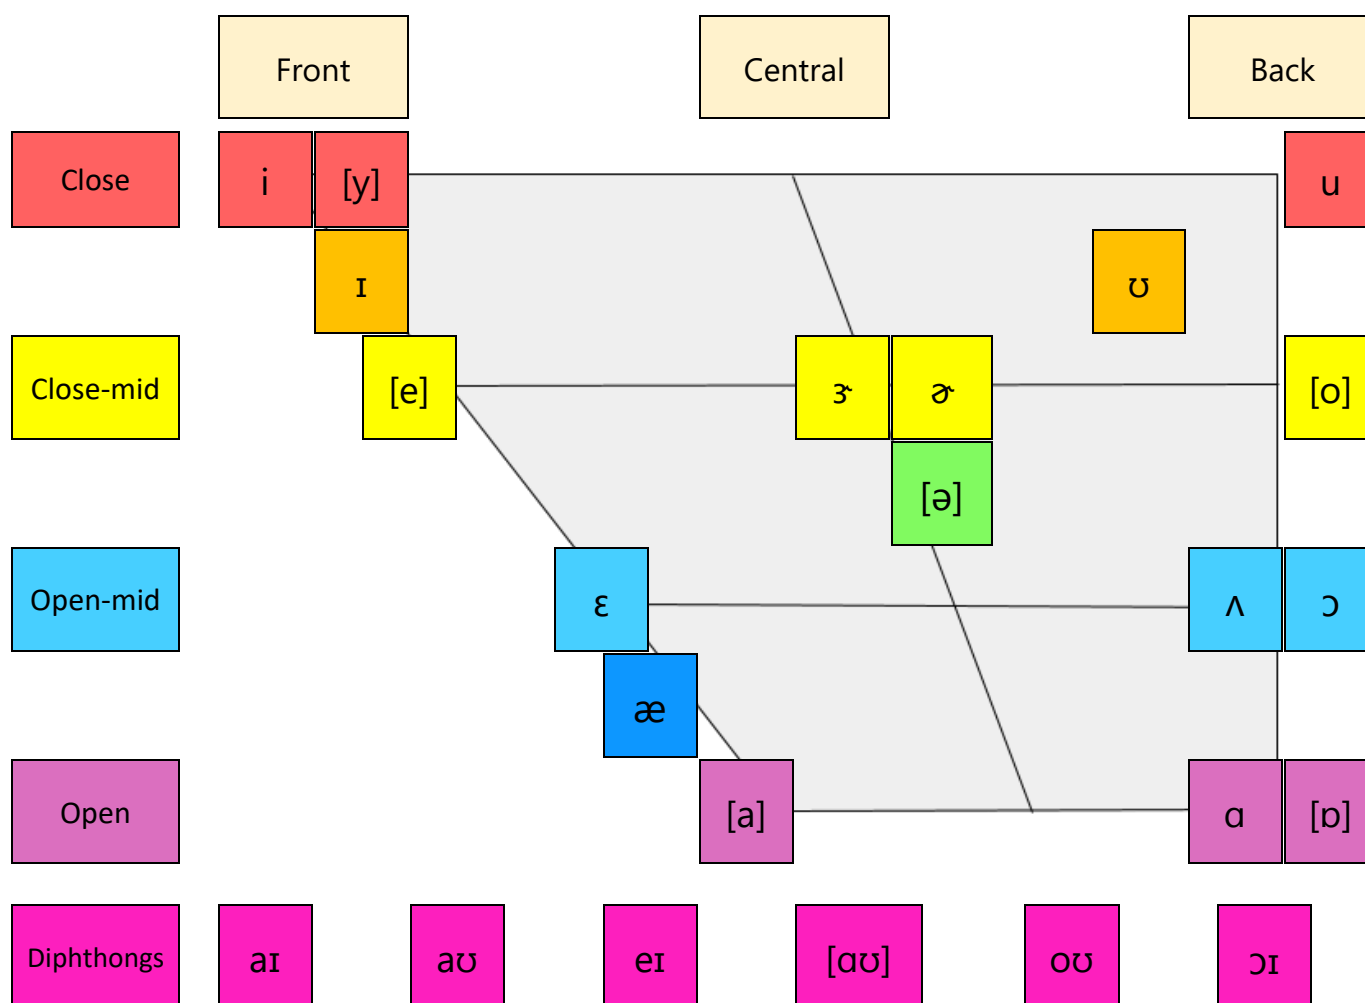 Front Central Back
Close i [y] u
ɪ ʊ
Close-mid [e] ɝ ɚ [o]
[ə]
Open-mid ɛ ʌ ɔ
æ
Open [a] ɑ [ɒ]
Diphthongs aɪ aʊ eɪ [ɑʊ] oʊ ɔɪ